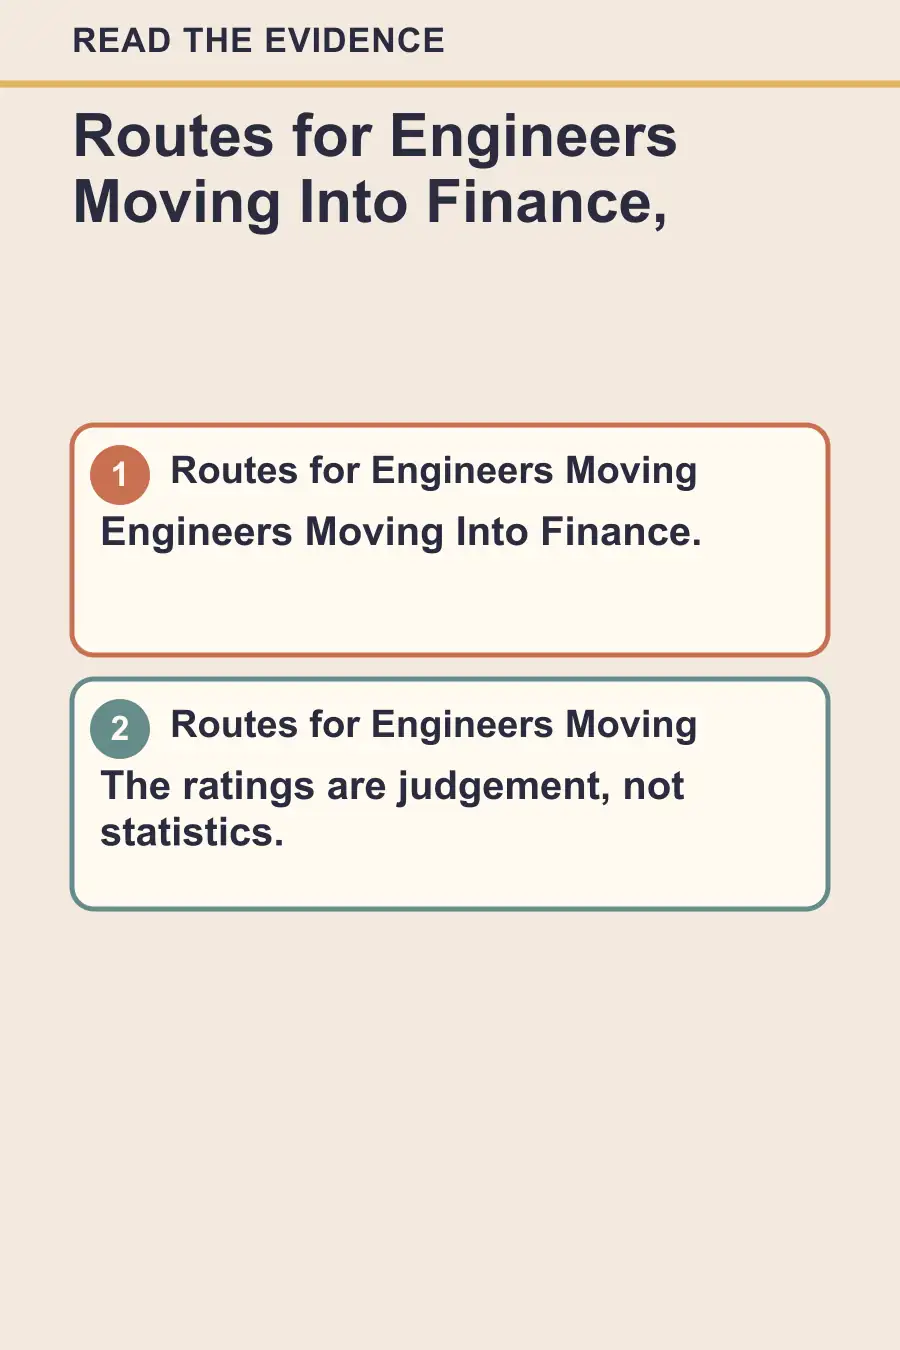 READ THE EVIDENCE
Routes for Engineers
Moving Into Finance,
1 Routes for Engineers Moving
Engineers Moving Into Finance.
2 Routes for Engineers Moving
The ratings are judgement, not
statistics.